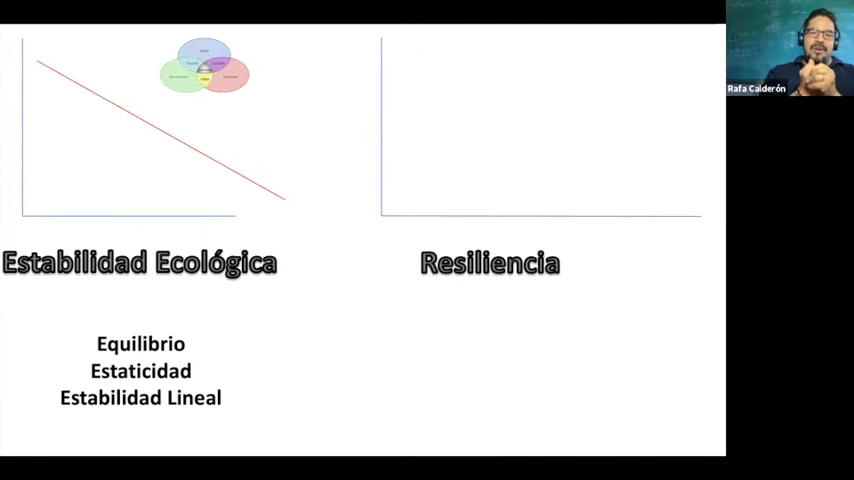 Rafa Calderón
Estabilidad Ecológica
Resiliencia
Equilibrio
Estaticidad
Estabilidad Lineal